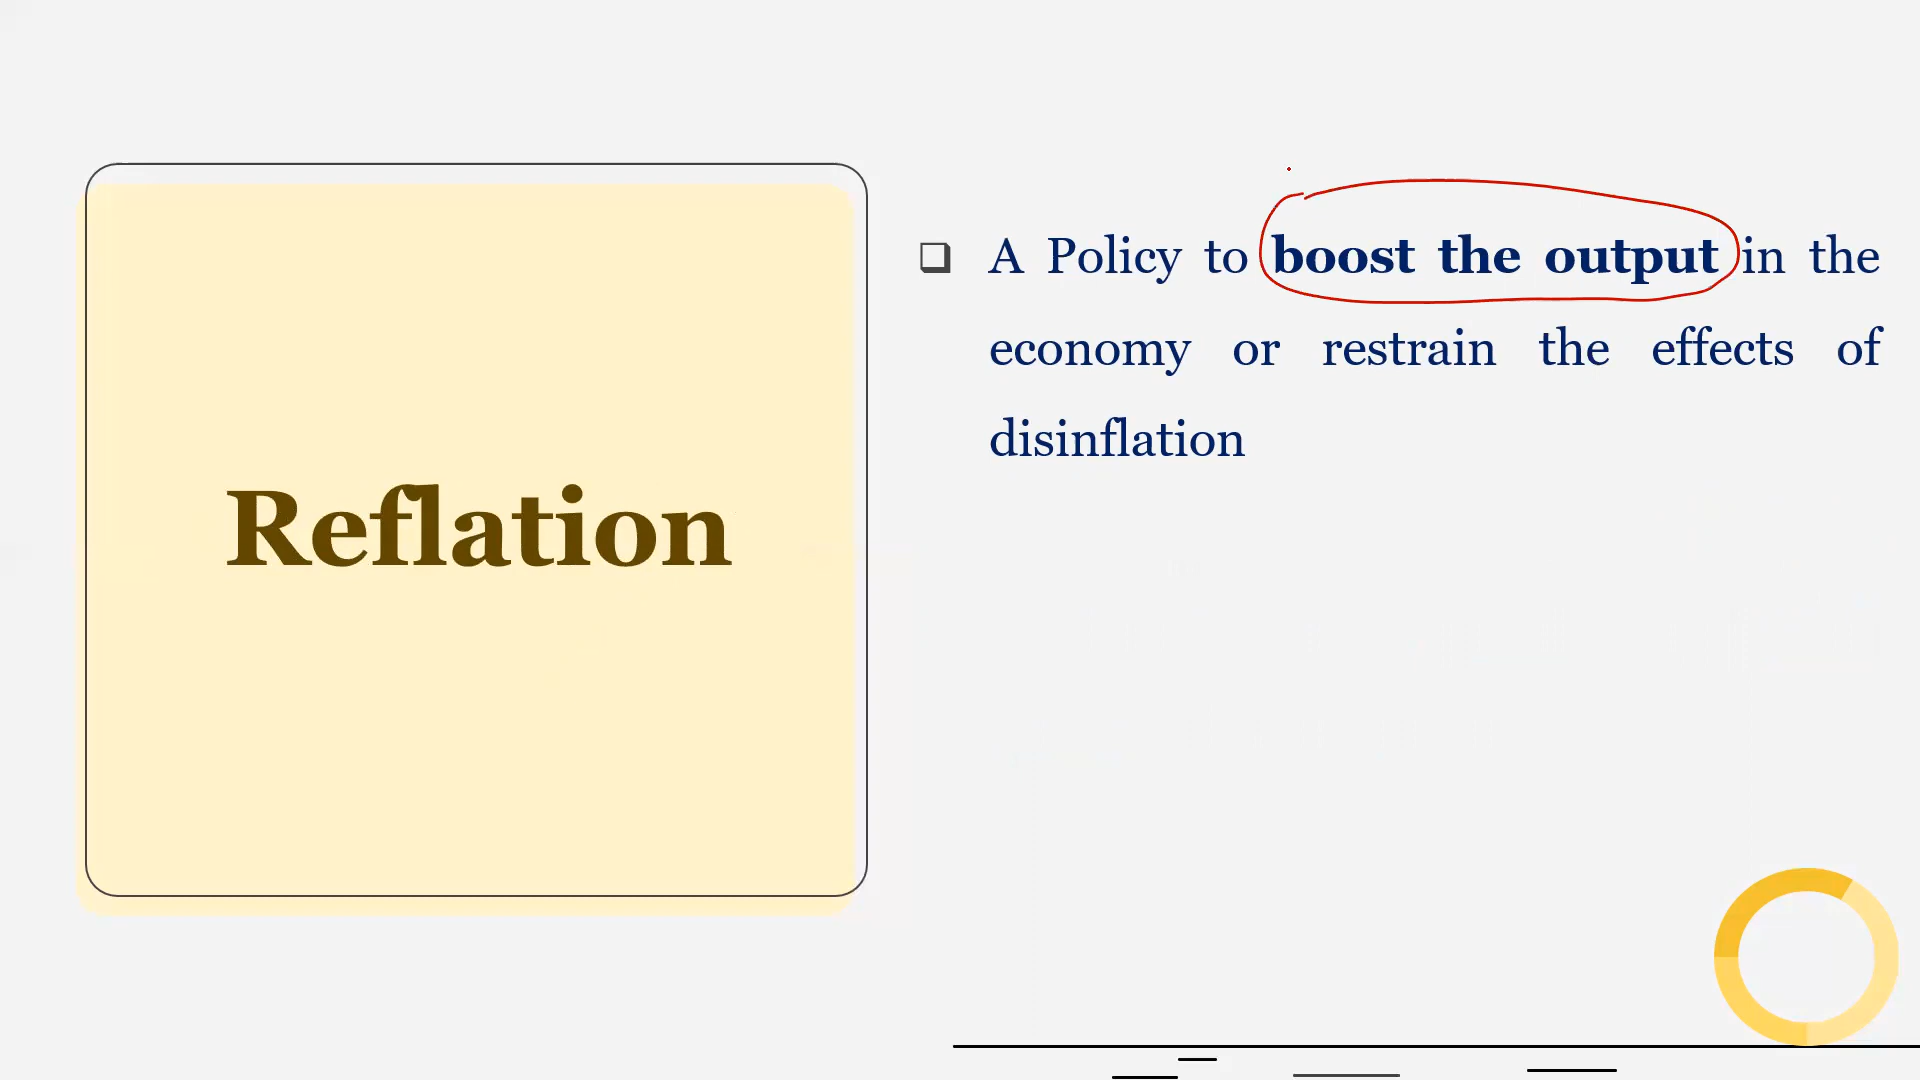 Reflation
A Policy to boost the output in the
economy or restrain the effects of
disinflation